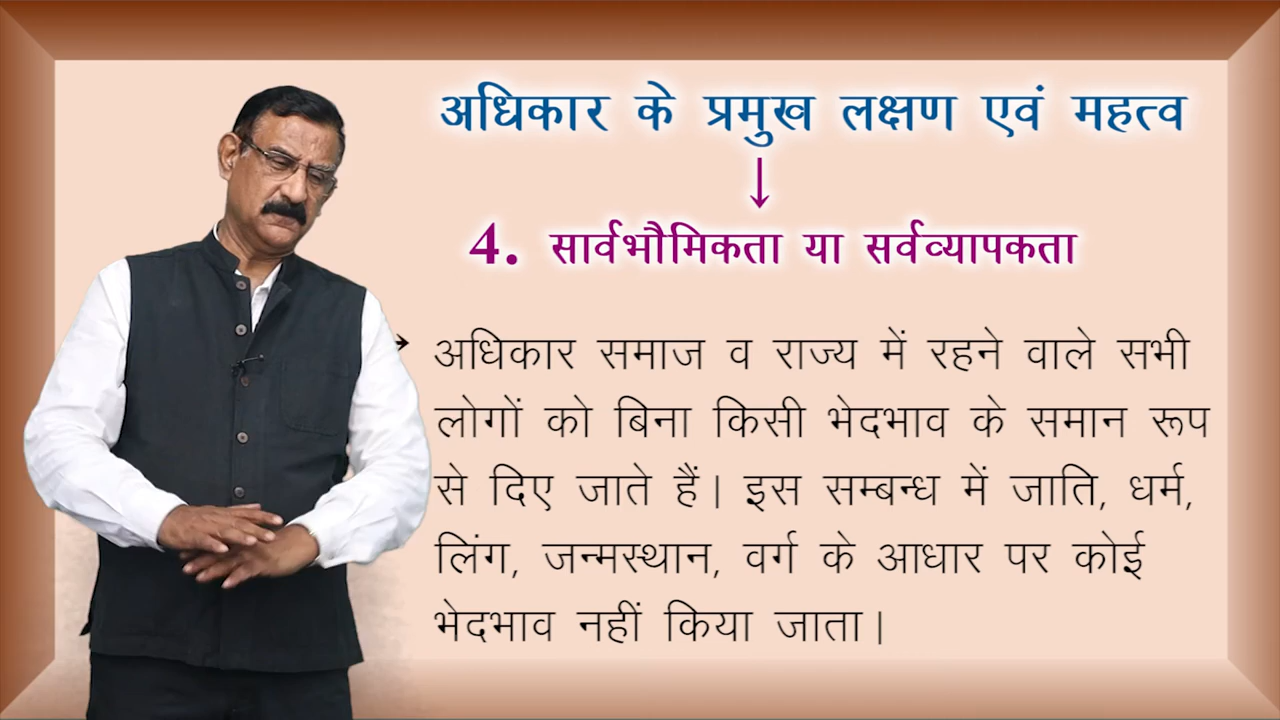 अधिकार के प्रमुख लक्षण एवं महत्व
↓
4. सार्वभौमिकता या सर्वव्यापकता
→ अधिकार समाज व राज्य में रहने वाले सभी
लोगों को बिना किसी भेदभाव के समान रूप
से दिए जाते हैं। इस सम्बन्ध में जाति, धर्म,
लिंग, जन्मस्थान, वर्ग के आधार पर कोई
भेदभाव नहीं किया जाता।